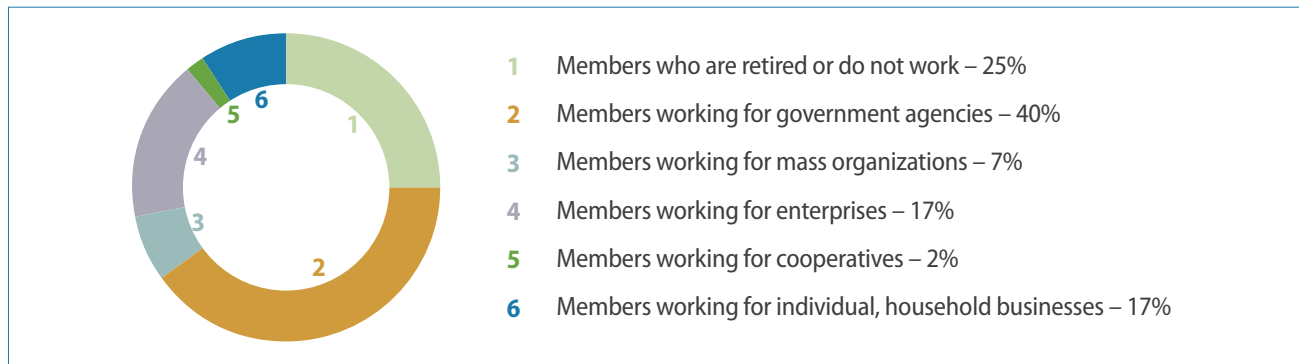 1 Members who are retired or do not work – 25%
2 Members working for government agencies – 40%
3 Members working for mass organizations – 7%
4 Members working for enterprises – 17%
5 Members working for cooperatives – 2%
6 Members working for individual, household businesses – 17%
1
2
3
4
5
6